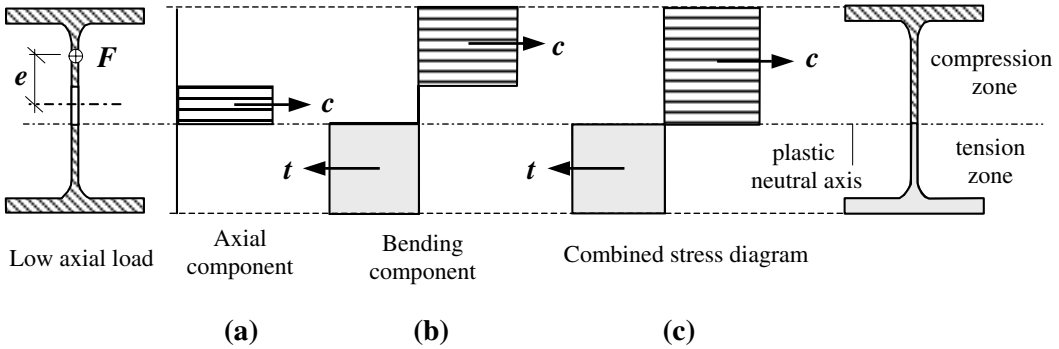 F
e
c
c
c
t
t
compression
zone
plastic
neutral axis
tension
zone
Low axial load
Axial
component
Bending
component
Combined stress diagram
(a)
(b)
(c)